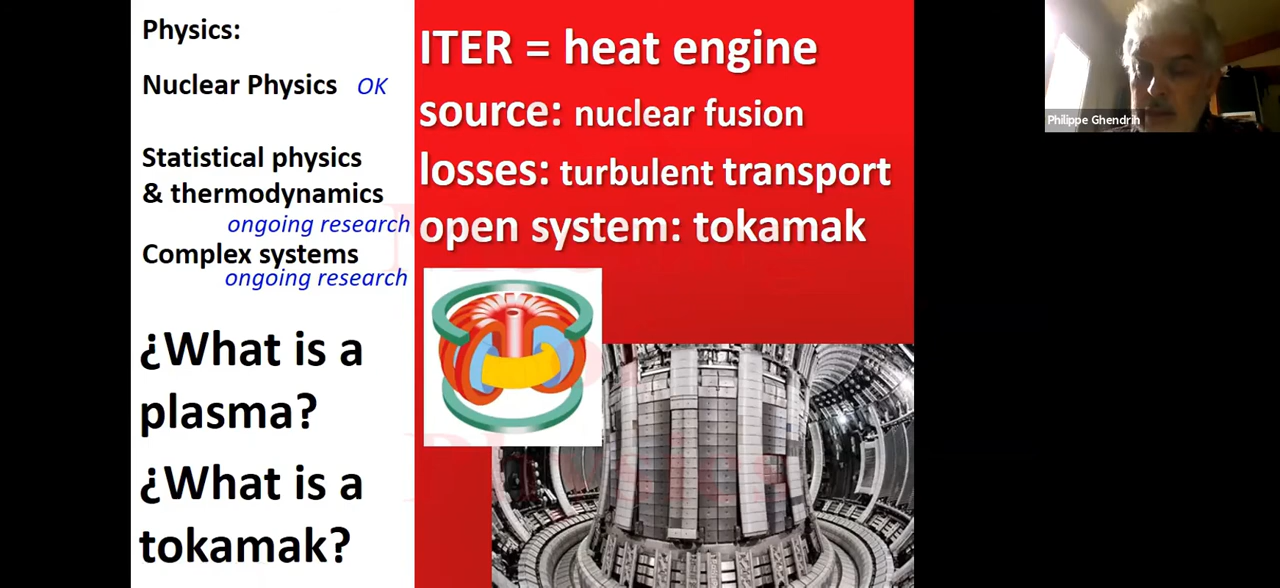 Physics:
Nuclear Physics OK
Statistical physics
& thermodynamics
ongoing research
Complex systems
ongoing research
¿What is a
plasma?
¿What is a
tokamak?
ITER = heat engine
source: nuclear fusion
losses: turbulent transport
open system: tokamak
Philippe Ghendrih